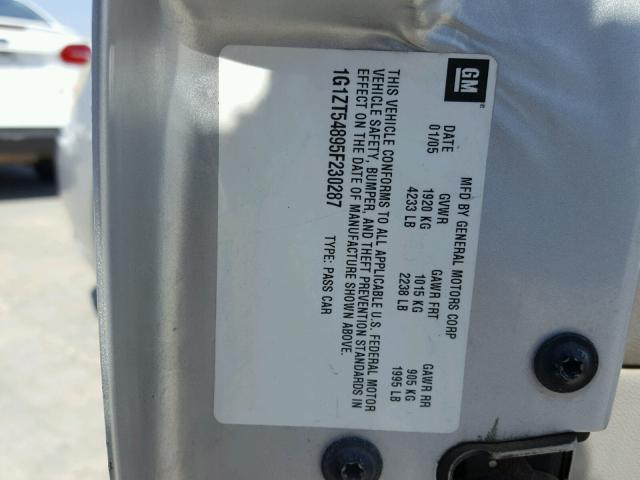 GM
MFD BY GENERAL MOTORS CORP
DATE GVWR GAWR FRT GAWR RR
01/05 1920 KG 1015 KG 905 KG
4233 LB 2238 LB 1995 LB
THIS VEHICLE CONFORMS TO ALL APPLICABLE U.S. FEDERAL MOTOR
VEHICLE SAFETY, BUMPER, AND THEFT PREVENTION STANDARDS IN
EFFECT ON THE DATE OF MANUFACTURE SHOWN ABOVE.
1G1ZT54895F230287 TYPE: PASS CAR